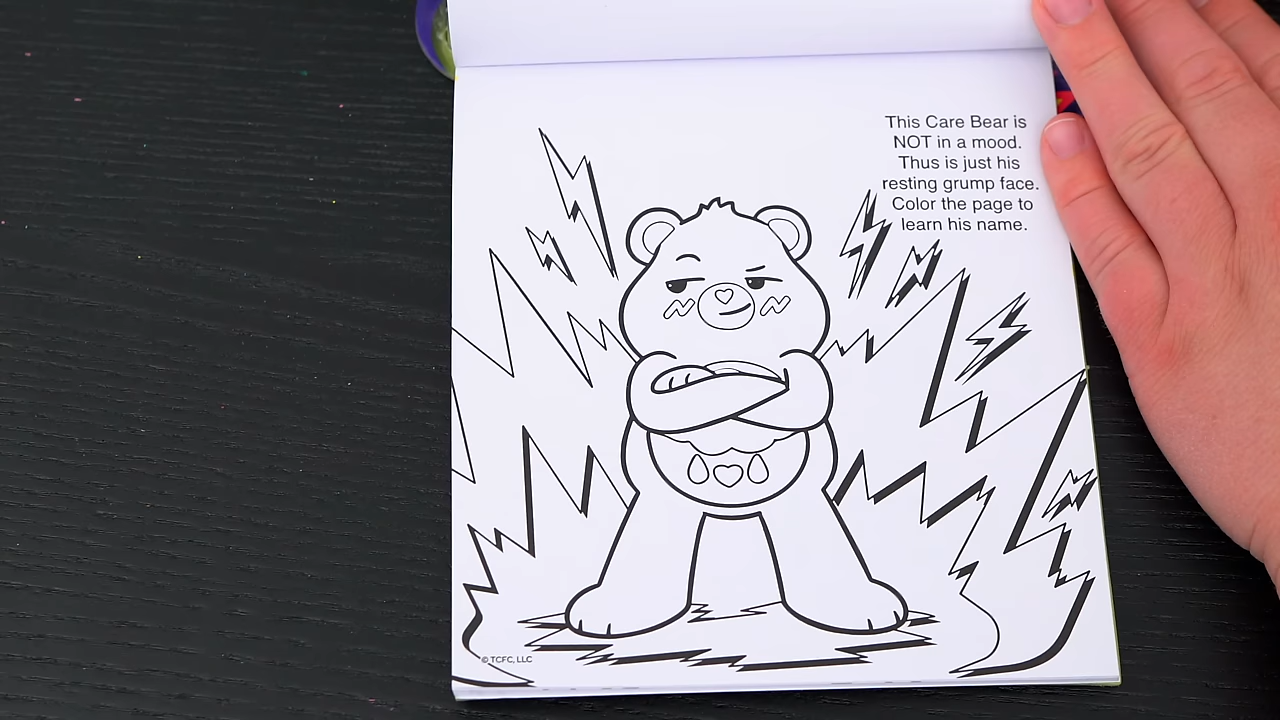 This Care Bear is
NOT in a mood.
Thus is just his
resting grump face.
Color the page to
learn his name.
© TCFC, LLC